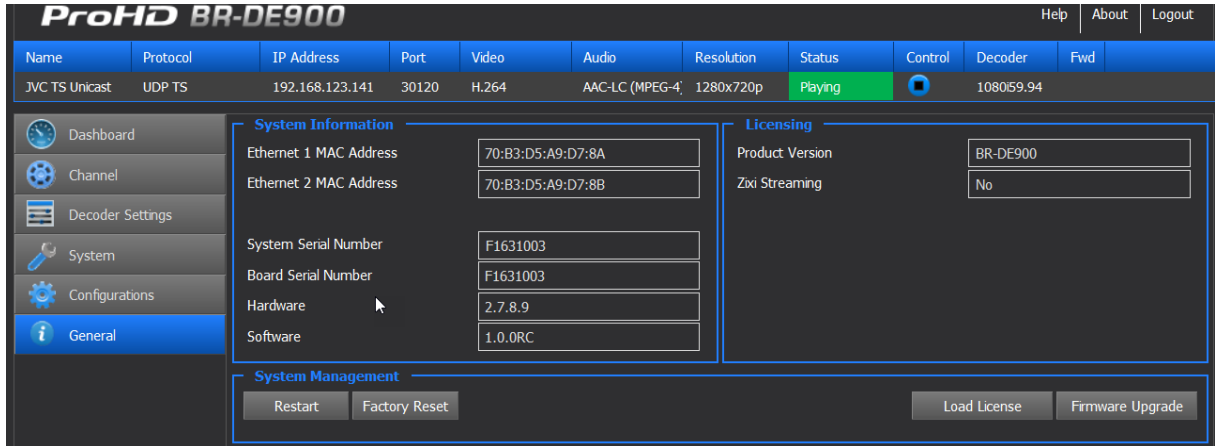 ProHD BR-DE900
Help About Logout
Name Protocol IP Address Port Video Audio Resolution Status Control Decoder Fwd
JVC TS Unicast UDP TS 192.168.123.141 30120 H.264 AAC-LC (MPEG-4) 1280x720p Playing 1080i59.94
Dashboard
Channel
Decoder Settings
System
Configurations
General
System Information
Ethernet 1 MAC Address 70:B3:D5:A9:D7:8A
Ethernet 2 MAC Address 70:B3:D5:A9:D7:8B
System Serial Number F1631003
Board Serial Number F1631003
Hardware 2.7.8.9
Software 1.0.0RC
Licensing
Product Version BR-DE900
Zixi Streaming No
System Management
Restart Factory Reset Load License Firmware Upgrade